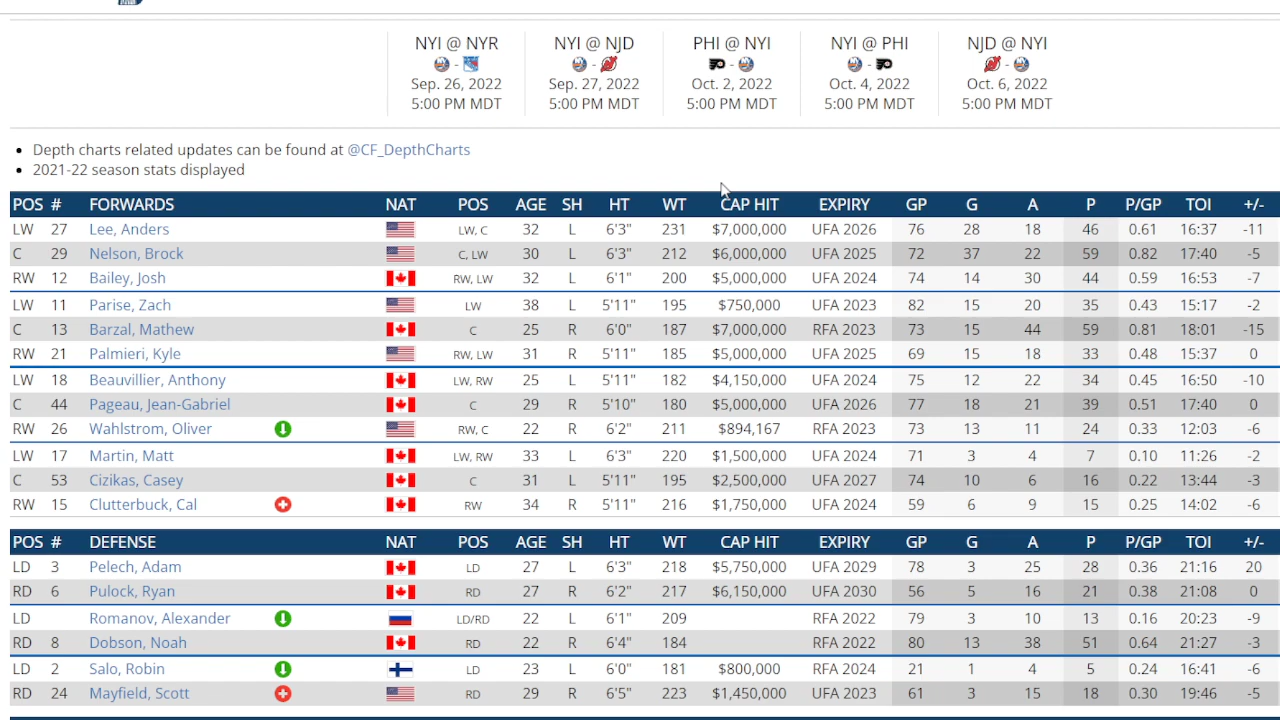 NYI @ NYR NYI @ NJD PHI @ NYI NYI @ PHI NJD @ NYI
- - - - -
Sep. 26, 2022 Sep. 27, 2022 Oct. 2, 2022 Oct. 4, 2022 Oct. 6, 2022
5:00 PM MDT 5:00 PM MDT 5:00 PM MDT 5:00 PM MDT 5:00 PM MDT
• Depth charts related updates can be found at @CF_DepthCharts
• 2021-22 season stats displayed
POS # FORWARDS NAT POS AGE SH HT WT CAP HIT EXPIRY GP G A P P/GP TOI +/-
LW 27 Lee, Anders LW, C 32 L 6'3" 231 $7,000,000 UFA 2026 76 28 18 46 0.61 16:37 -11
C 29 Nelson, Brock C, LW 30 L 6'3" 212 $6,000,000 UFA 2025 72 37 22 59 0.82 17:40 -5
RW 12 Bailey, Josh RW, LW 32 L 6'1" 200 $5,000,000 UFA 2024 74 14 30 44 0.59 16:53 -7
LW 11 Parise, Zach LW 38 L 5'11" 195 $750,000 UFA 2023 82 15 20 35 0.43 15:17 -2
C 13 Barzal, Mathew C 25 R 6'0" 187 $7,000,000 RFA 2023 73 15 44 59 0.81 18:01 -15
RW 21 Palmieri, Kyle RW, LW 31 R 5'11" 185 $5,000,000 UFA 2025 69 15 18 33 0.48 15:37 0
LW 18 Beauvillier, Anthony LW, RW 25 L 5'11" 182 $4,150,000 UFA 2024 75 12 22 34 0.45 16:50 -10
C 44 Pageau, Jean-Gabriel C 29 R 5'10" 180 $5,000,000 UFA 2026 77 18 21 39 0.51 17:40 0
RW 26 Wahlstrom, Oliver RW, C 22 R 6'2" 211 $894,167 RFA 2023 73 13 11 24 0.33 12:03 -6
LW 17 Martin, Matt LW, RW 33 L 6'3" 220 $1,500,000 UFA 2024 71 3 4 7 0.10 11:26 -2
C 53 Cizikas, Casey C 31 L 5'11" 195 $2,500,000 UFA 2027 74 10 6 16 0.22 13:44 -3
RW 15 Clutterbuck, Cal RW 34 R 5'11" 216 $1,750,000 UFA 2024 59 6 9 15 0.25 14:02 -6
POS # DEFENSE NAT POS AGE SH HT WT CAP HIT EXPIRY GP G A P P/GP TOI +/-
LD 3 Pelech, Adam LD 27 L 6'3" 218 $5,750,000 UFA 2029 78 3 25 28 0.36 21:16 20
RD 6 Pulock, Ryan RD 27 R 6'2" 217 $6,150,000 UFA 2030 56 5 16 21 0.38 21:08 0
LD Romanov, Alexander LD/RD 22 L 6'1" 209 RFA 2022 79 3 10 13 0.16 20:23 -9
RD 8 Dobson, Noah RD 22 R 6'4" 184 RFA 2022 80 13 38 51 0.64 21:27 -3
LD 2 Salo, Robin LD 23 L 6'0" 181 $800,000 RFA 2024 21 1 4 5 0.24 16:41 -6
RD 24 Mayfield, Scott RD 29 R 6'5" 223 $1,450,000 UFA 2023 61 3 15 18 0.30 19:46 -5